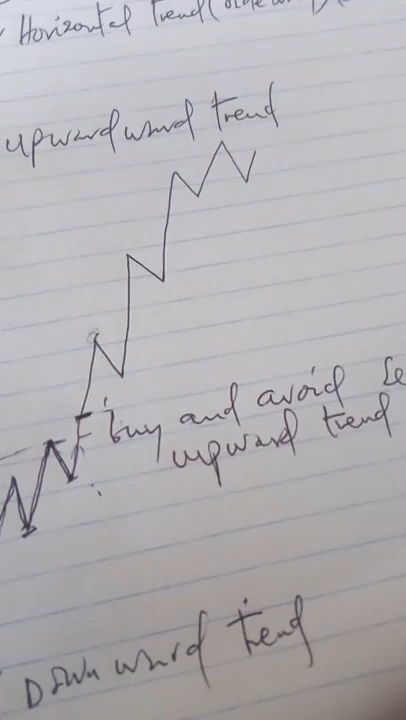 Horizontal Trend (
upwardward trend
buy and avoid
upward trend
Downward trend